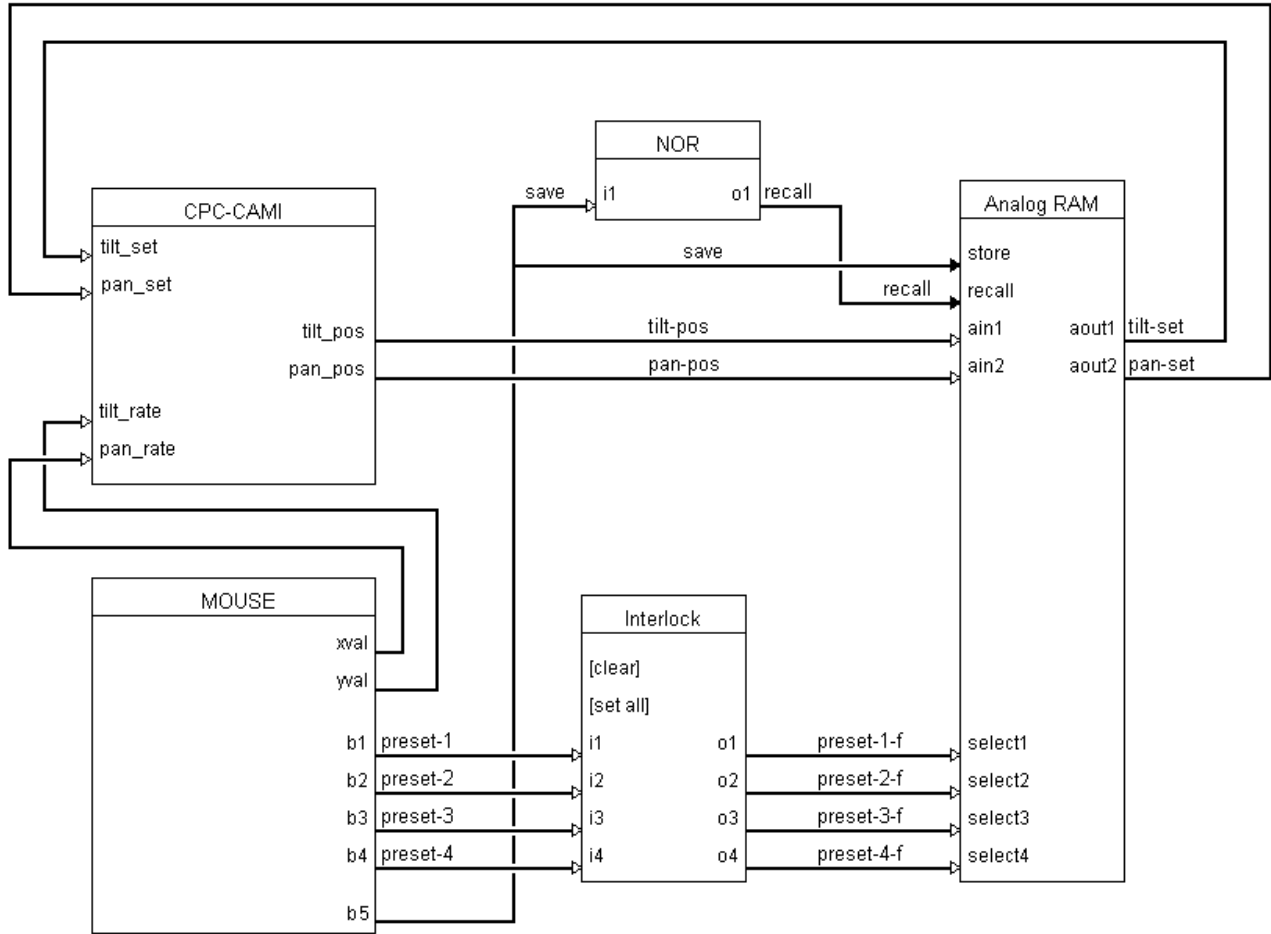 NOR
save
i1
o1
recall
CPC-CAMI
Analog RAM
tilt_set
save
store
pan_set
recall
recall
tilt_pos
tilt-pos
ain1
aout1
tilt-set
pan_pos
pan-pos
ain2
aout2
pan-set
tilt_rate
pan_rate
MOUSE
Interlock
xval
[clear]
yval
[set all]
b1
preset-1
i1
o1
preset-1-f
select1
b2
preset-2
i2
o2
preset-2-f
select2
b3
preset-3
i3
o3
preset-3-f
select3
b4
preset-4
i4
o4
preset-4-f
select4
b5